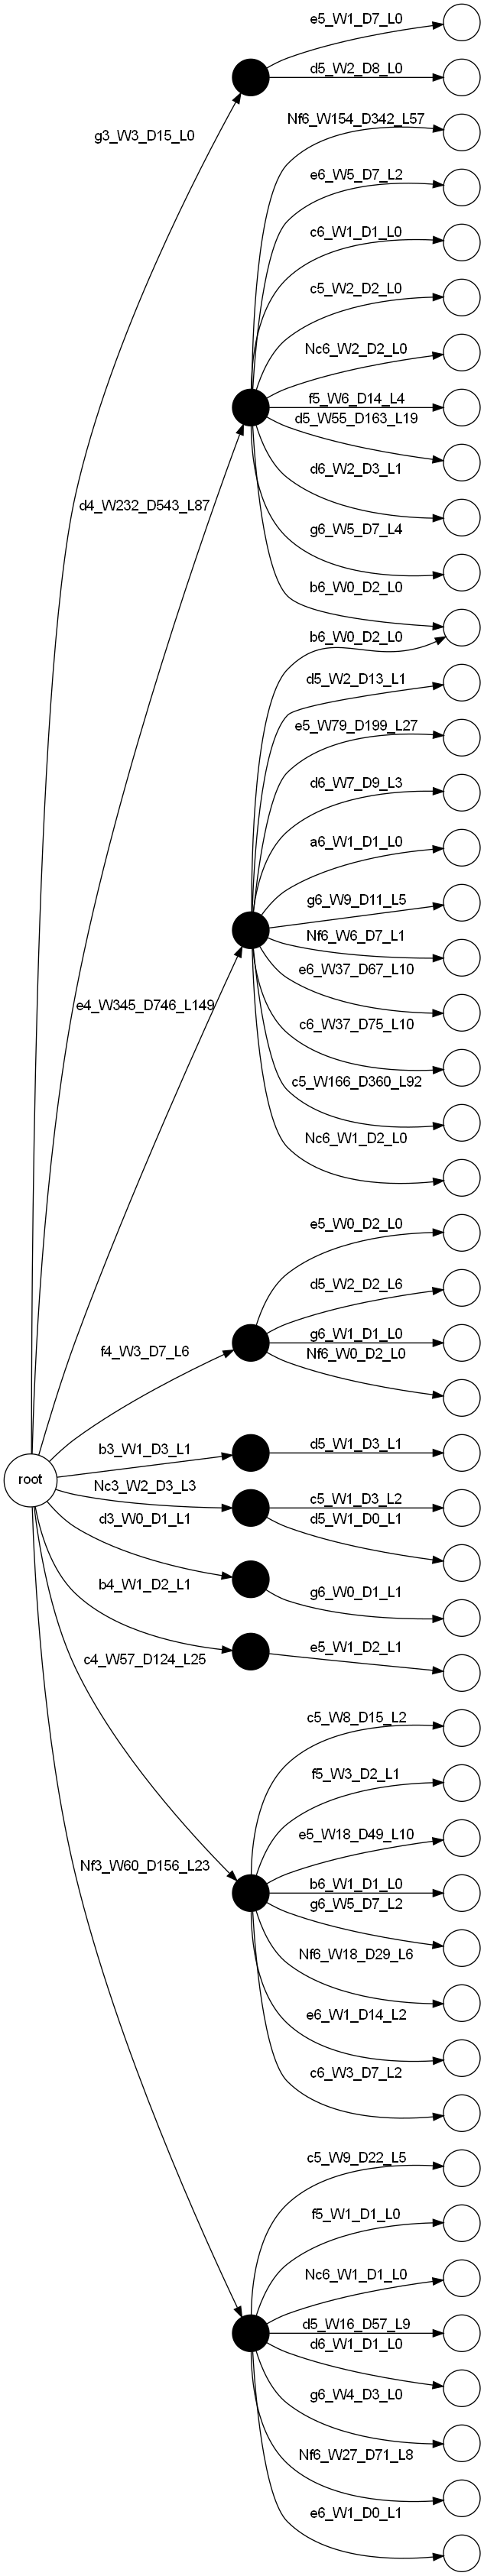 e5_W1_D7_L0
d5_W2_D8_L0
g3_W3_D15_L0
Nf6_W154_D342_L57
e6_W5_D7_L2
c6_W1_D1_L0
c5_W2_D2_L0
Nc6_W2_D2_L0
f5_W6_D14_L4
d5_W55_D163_L19
d6_W2_D3_L1
d4_W232_D543_L87
g6_W5_D7_L4
b6_W0_D2_L0
b6_W0_D2_L0
d5_W2_D13_L1
e5_W79_D199_L27
d6_W7_D9_L3
a6_W1_D1_L0
g6_W9_D11_L5
Nf6_W6_D7_L1
e6_W37_D67_L10
e4_W345_D746_L149
c6_W37_D75_L10
c5_W166_D360_L92
Nc6_W1_D2_L0
e5_W0_D2_L0
d5_W2_D2_L6
g6_W1_D1_L0
Nf6_W0_D2_L0
f4_W3_D7_L6
b3_W1_D3_L1
d5_W1_D3_L1
root
Nc3_W2_D3_L3
c5_W1_D3_L2
d5_W1_D0_L1
d3_W0_D1_L1
g6_W0_D1_L1
b4_W1_D2_L1
e5_W1_D2_L1
c4_W57_D124_L25
c5_W8_D15_L2
f5_W3_D2_L1
e5_W18_D49_L10
Nf3_W60_D156_L23
b6_W1_D1_L0
g6_W5_D7_L2
Nf6_W18_D29_L6
e6_W1_D14_L2
c6_W3_D7_L2
c5_W9_D22_L5
f5_W1_D1_L0
Nc6_W1_D1_L0
d5_W16_D57_L9
d6_W1_D1_L0
g6_W4_D3_L0
Nf6_W27_D71_L8
e6_W1_D0_L1